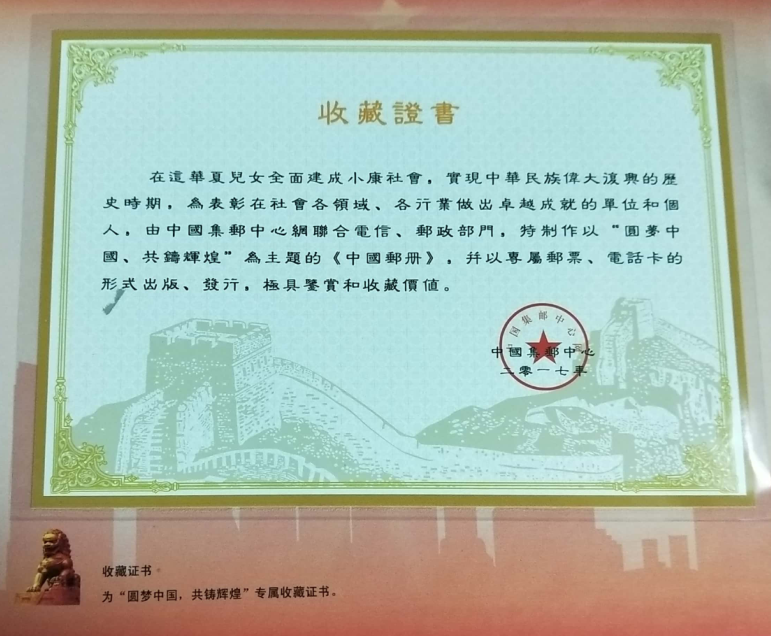 收藏證書
在這華夏兒女全面建成小康社會，實現中華民族偉大復興的歷
史時期，為表彰在社會各領域、各行業做出卓越成就的單位和個
人，由中國集郵中心網聯合電信、郵政部門，特制作以“圓夢中
國、共鑄輝煌”為主題的《中國郵册》，并以專屬郵票、電話卡的
形式出版、發行，極具鑒賞和收藏價值。
国集邮中心
中國集郵中心
二零一七年
收藏证书
为“圆梦中国，共铸辉煌”专属收藏证书。